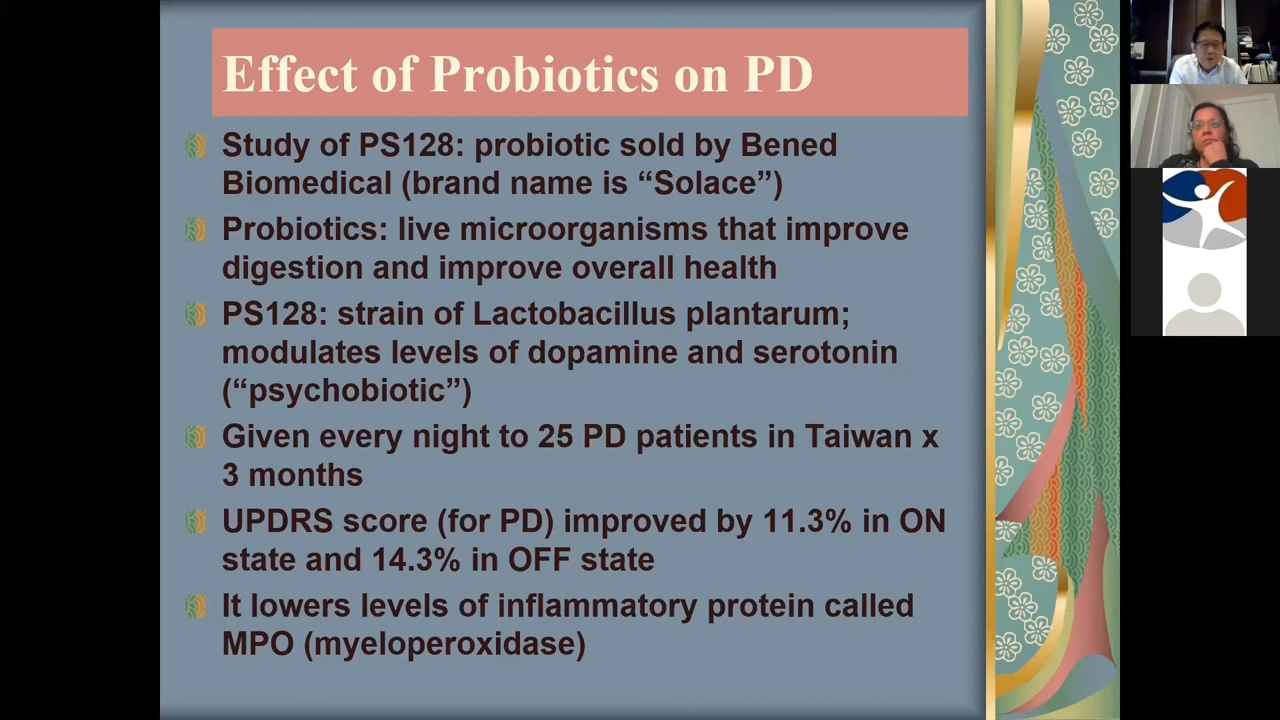 Effect of Probiotics on PD
Study of PS128: probiotic sold by Bened
Biomedical (brand name is “Solace”)
Probiotics: live microorganisms that improve
digestion and improve overall health
PS128: strain of Lactobacillus plantarum;
modulates levels of dopamine and serotonin
(“psychobiotic”)
Given every night to 25 PD patients in Taiwan x
3 months
UPDRS score (for PD) improved by 11.3% in ON
state and 14.3% in OFF state
It lowers levels of inflammatory protein called
MPO (myeloperoxidase)